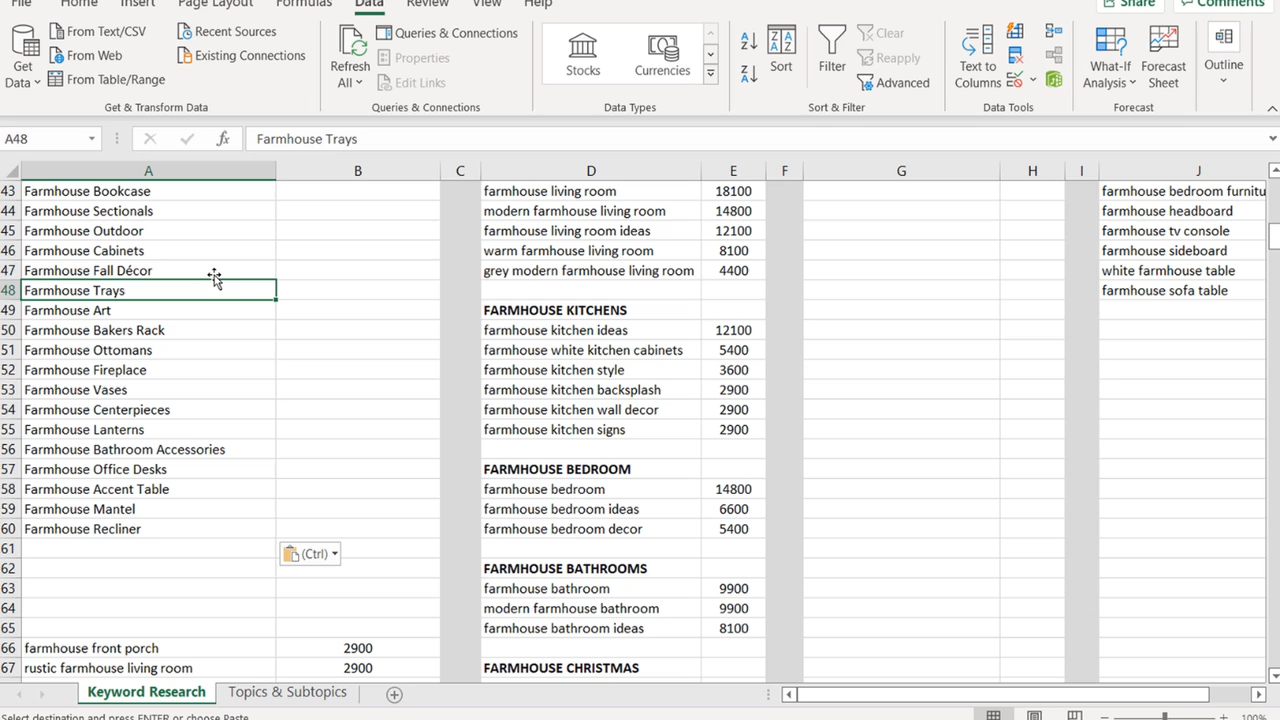 File Home Insert Page Layout Formulas Data Review View Help Share Comments
Get Data
From Text/CSV
From Web
From Table/Range
Recent Sources
Existing Connections
Get & Transform Data
Refresh All
Queries & Connections
Properties
Edit Links
Queries & Connections
Stocks
Currencies
Data Types
Sort
Filter
Clear
Reapply
Advanced
Sort & Filter
Text to Columns
Data Tools
What-If Analysis
Forecast Sheet
Forecast
Outline
A48 fx Farmhouse Trays
A B C D E F G H I J
43 Farmhouse Bookcase farmhouse living room 18100 farmhouse bedroom furnitu
44 Farmhouse Sectionals modern farmhouse living room 14800 farmhouse headboard
45 Farmhouse Outdoor farmhouse living room ideas 12100 farmhouse tv console
46 Farmhouse Cabinets warm farmhouse living room 8100 farmhouse sideboard
47 Farmhouse Fall Décor grey modern farmhouse living room 4400 white farmhouse table
48 Farmhouse Trays farmhouse sofa table
49 Farmhouse Art FARMHOUSE KITCHENS
50 Farmhouse Bakers Rack farmhouse kitchen ideas 12100
51 Farmhouse Ottomans farmhouse white kitchen cabinets 5400
52 Farmhouse Fireplace farmhouse kitchen style 3600
53 Farmhouse Vases farmhouse kitchen backsplash 2900
54 Farmhouse Centerpieces farmhouse kitchen wall decor 2900
55 Farmhouse Lanterns farmhouse kitchen signs 2900
56 Farmhouse Bathroom Accessories
57 Farmhouse Office Desks FARMHOUSE BEDROOM
58 Farmhouse Accent Table farmhouse bedroom 14800
59 Farmhouse Mantel farmhouse bedroom ideas 6600
60 Farmhouse Recliner farmhouse bedroom decor 5400
61 (Ctrl)
62 FARMHOUSE BATHROOMS
63 farmhouse bathroom 9900
64 modern farmhouse bathroom 9900
65 farmhouse bathroom ideas 8100
66 farmhouse front porch 2900
67 rustic farmhouse living room 2900 FARMHOUSE CHRISTMAS
Keyword Research Topics & Subtopics
Select destination and press ENTER or choose Paste 100%